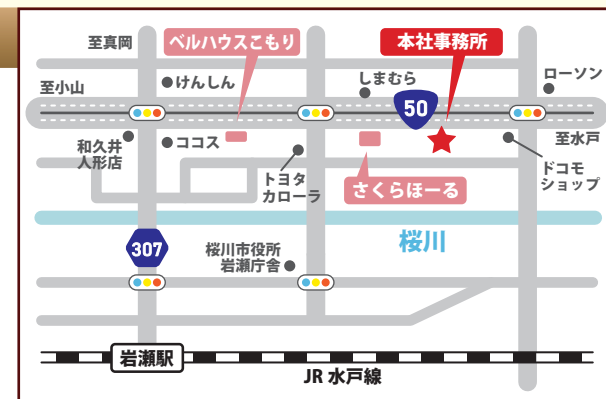 至真岡
ベルハウスこもり
本社事務所
至小山
けんしん
しまむら
ローソン
50
和久井
人形店
ココス
トヨタ
カローラ
さくらほーる
至水戸
ドコモ
ショップ
307
桜川市役所
岩瀬庁舎
桜川
岩瀬駅
JR 水戸線